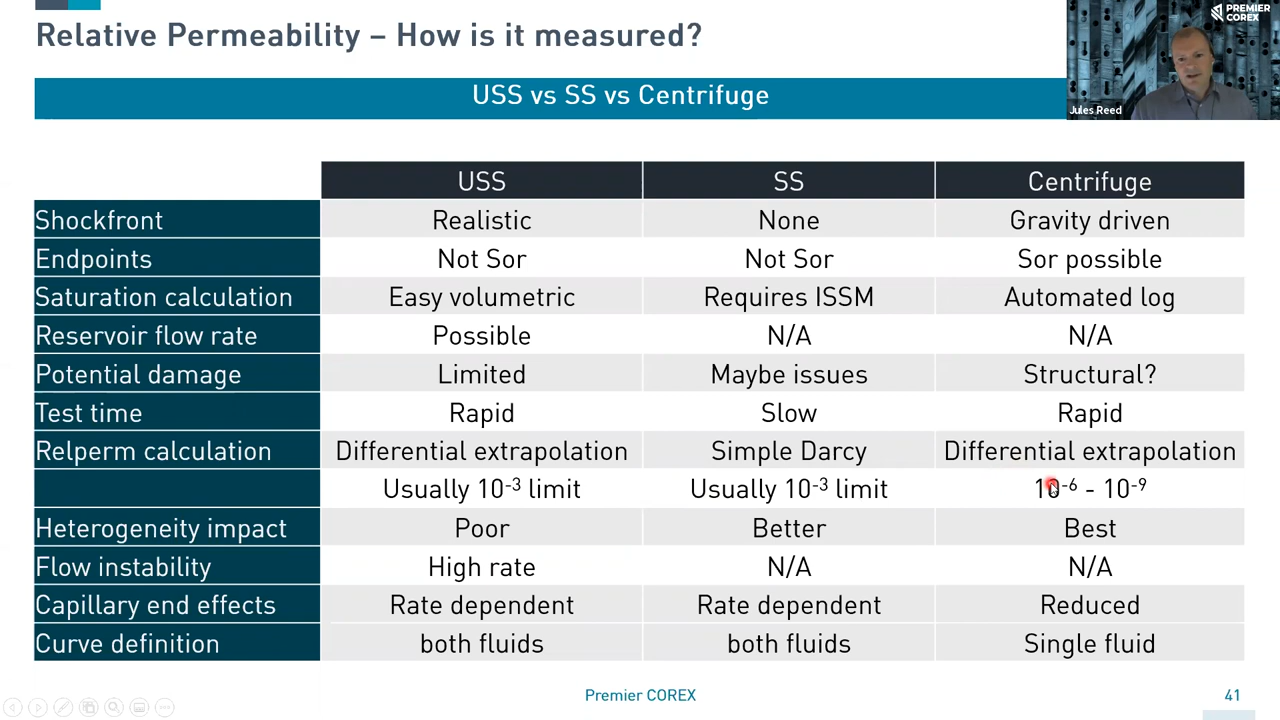 Relative Permeability – How is it measured?
PREMIER
COREX
Jules Reed
USS vs SS vs Centrifuge
USS SS Centrifuge
Shockfront Realistic None Gravity driven
Endpoints Not Sor Not Sor Sor possible
Saturation calculation Easy volumetric Requires ISSM Automated log
Reservoir flow rate Possible N/A N/A
Potential damage Limited Maybe issues Structural?
Test time Rapid Slow Rapid
Relperm calculation Differential extrapolation Simple Darcy Differential extrapolation
Usually 10⁻³ limit Usually 10⁻³ limit 10⁻⁶ - 10⁻⁹
Heterogeneity impact Poor Better Best
Flow instability High rate N/A N/A
Capillary end effects Rate dependent Rate dependent Reduced
Curve definition both fluids both fluids Single fluid
Premier COREX
41